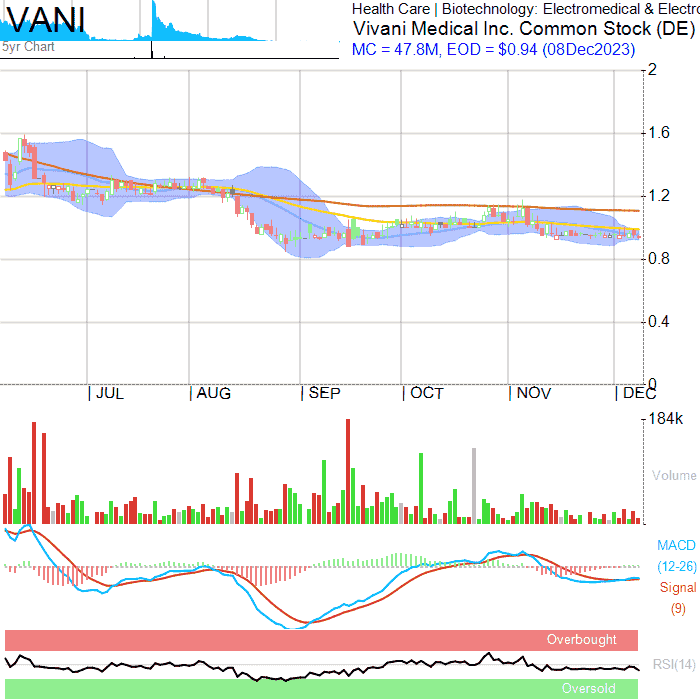 VANI
5yr Chart
Health Care | Biotechnology: Electromedical & Electro
Vivani Medical Inc. Common Stock (DE)
MC = 47.8M, EOD = $0.94 (08Dec2023)
2
1.6
1.2
0.8
0.4
0
JUL AUG SEP OCT NOV DEC
184k
Volume
MACD
(12-26)
Signal
(9)
Overbought
RSI(14)
Oversold